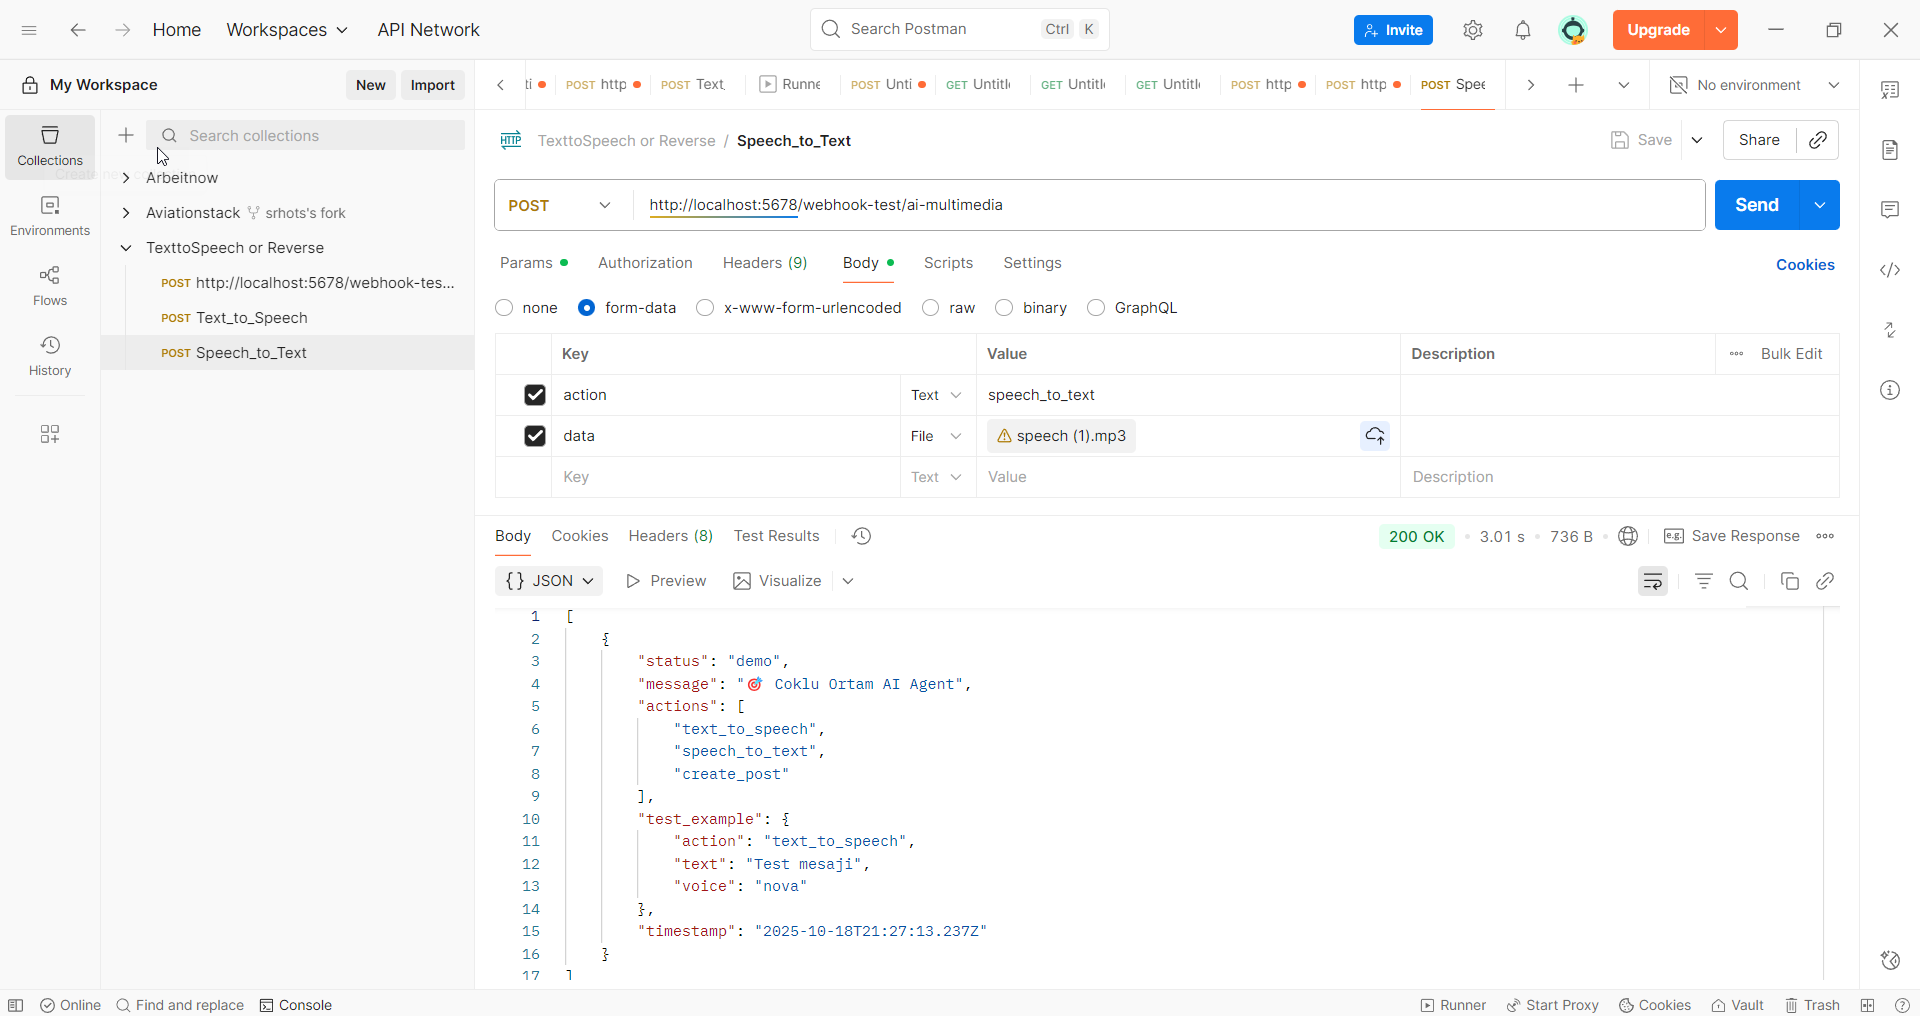 Home Workspaces API Network Search Postman Ctrl K Invite Upgrade
My Workspace New Import
ti POST http POST Text Runne POST Unti GET Untitl GET Untitl GET Untitl POST http POST http POST Spee No environment
Collections
Environments
Flows
History
Search collections
Arbeitnow
Aviationstack srhots's fork
TexttoSpeech or Reverse
POST http://localhost:5678/webhook-tes...
POST Text_to_Speech
POST Speech_to_Text
HTTP TexttoSpeech or Reverse / Speech_to_Text Save Share
POST http://localhost:5678/webhook-test/ai-multimedia Send
Params Authorization Headers (9) Body Scripts Settings Cookies
none form-data x-www-form-urlencoded raw binary GraphQL
Key Value Description Bulk Edit
action Text speech_to_text
data File speech (1).mp3
Key Text Value Description
Body Cookies Headers (8) Test Results 200 OK 3.01 s 736 B e.g. Save Response
{} JSON Preview Visualize
1 [
2 {
3 "status": "demo",
4 "message": "🎯 Coklu Ortam AI Agent",
5 "actions": [
6 "text_to_speech",
7 "speech_to_text",
8 "create_post"
9 ],
10 "test_example": {
11 "action": "text_to_speech",
12 "text": "Test mesaji",
13 "voice": "nova"
14 },
15 "timestamp": "2025-10-18T21:27:13.237Z"
16 }
17 ]
Online Find and replace Console Runner Start Proxy Cookies Vault Trash